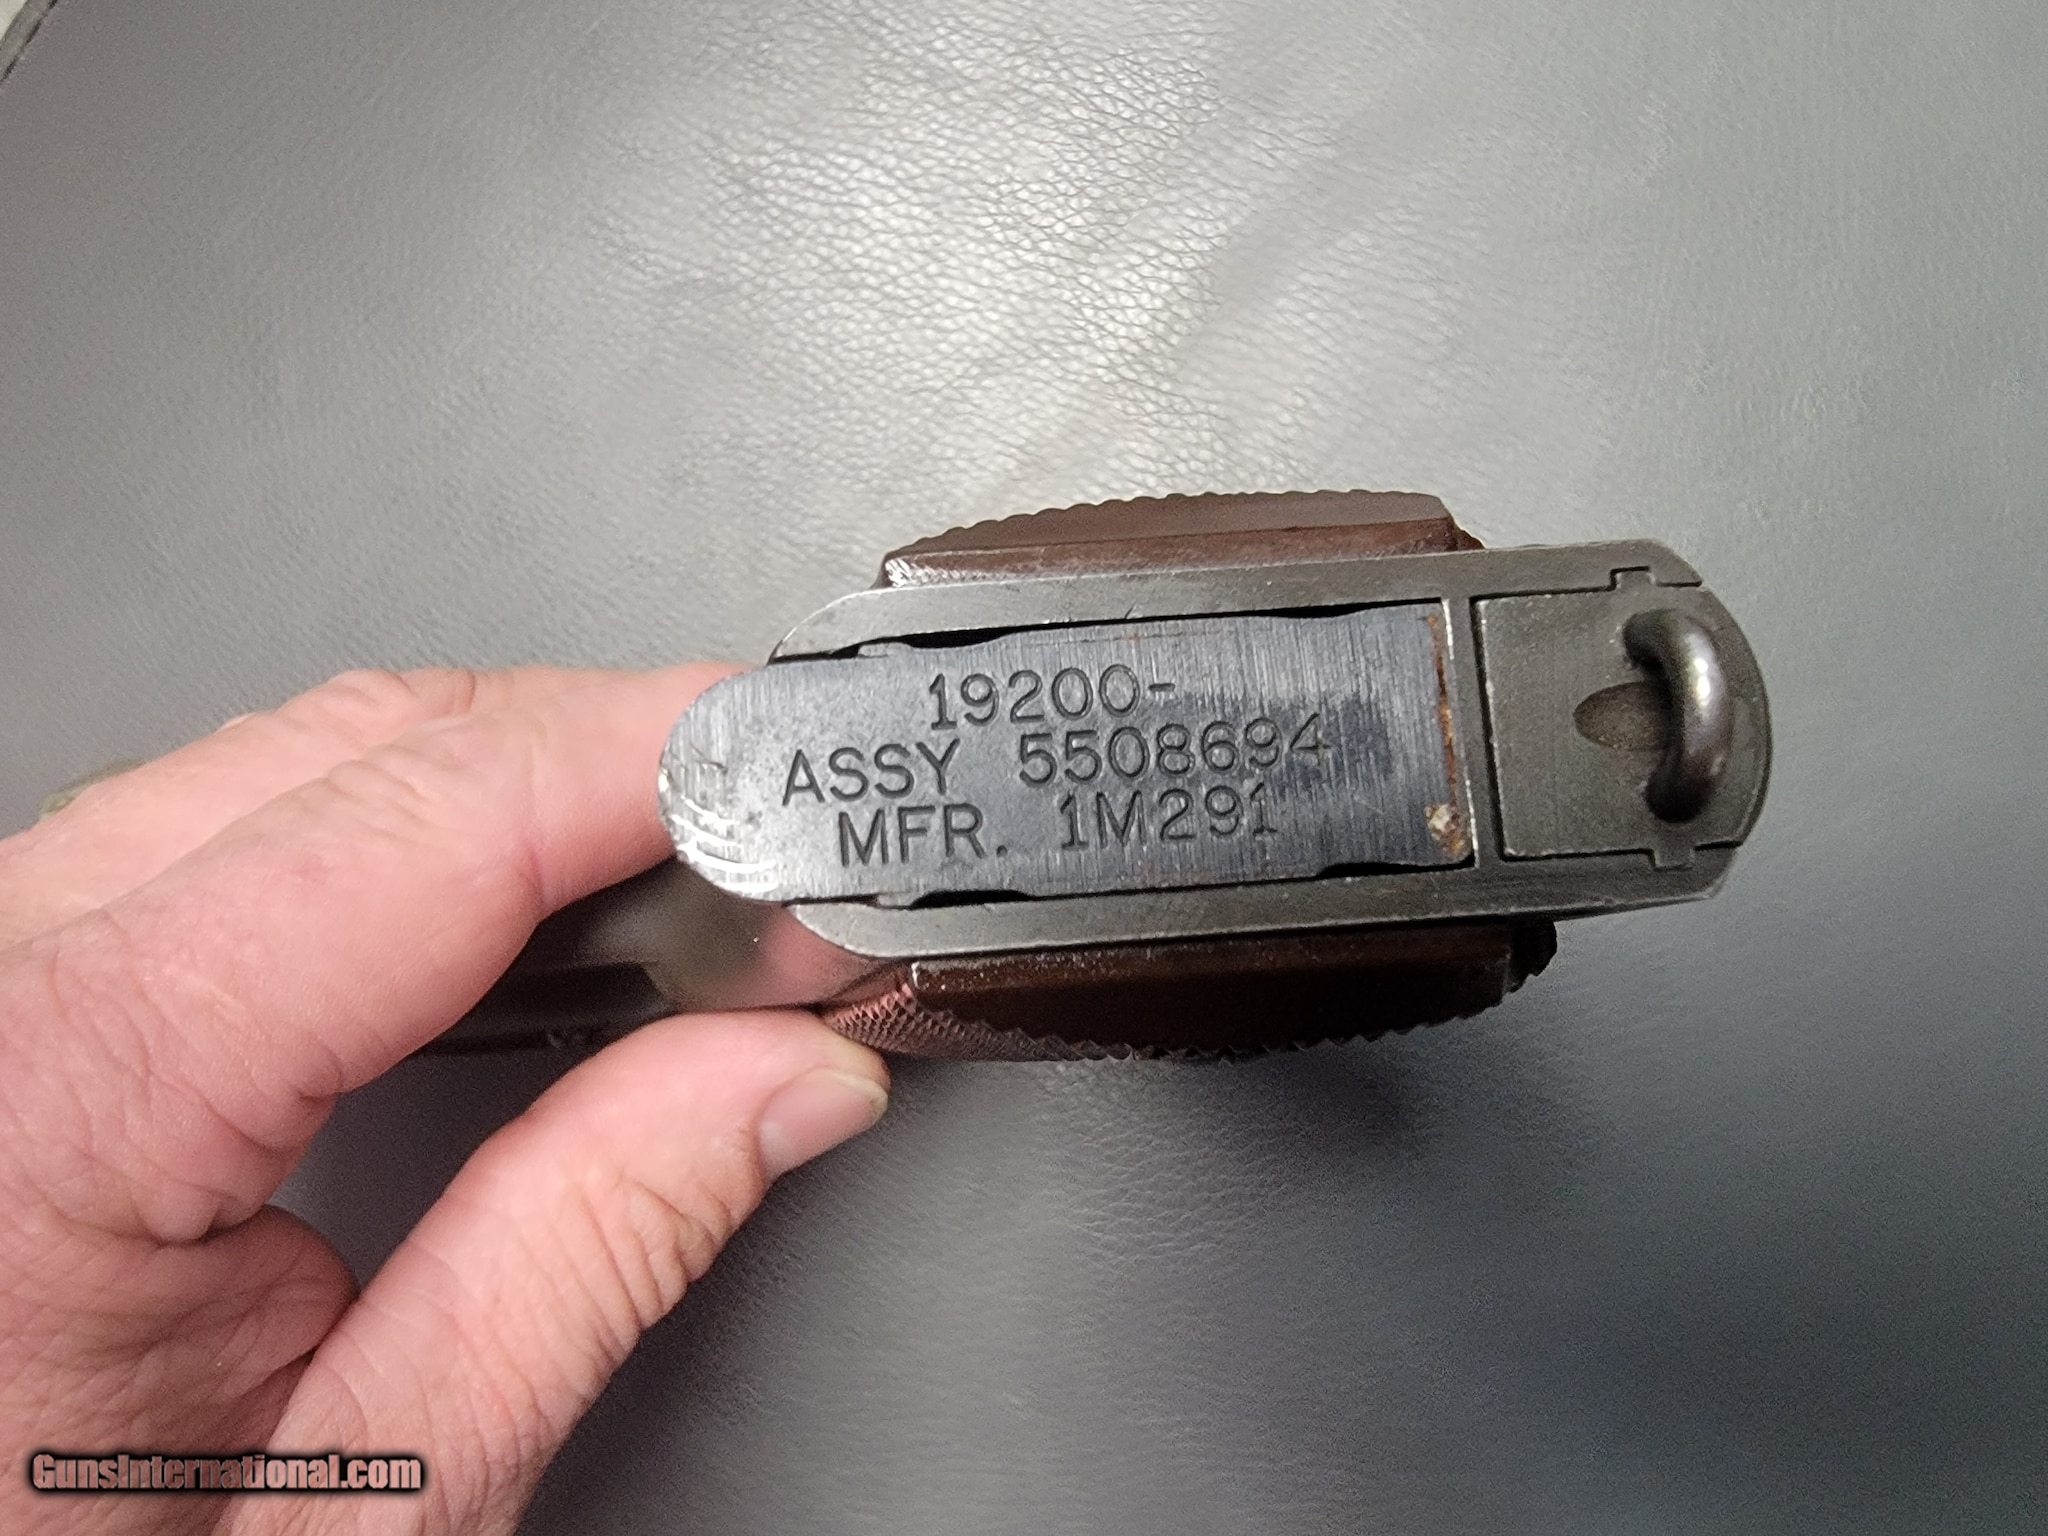 19200-
ASSY 5508694
MFR. 1M291
GunsInternational.com